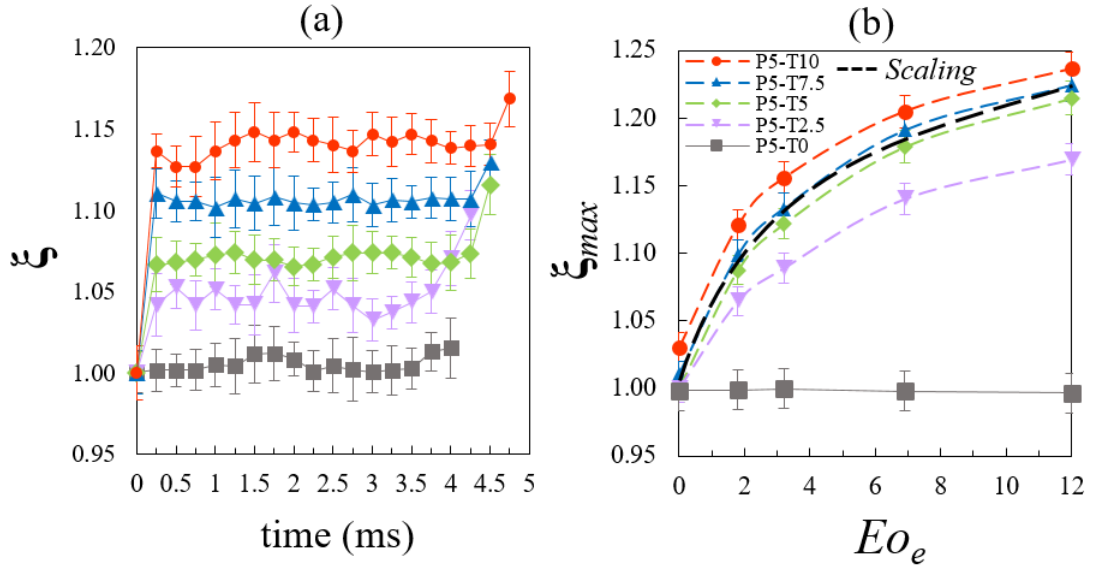 (a)
1.20
1.15
1.10
1.05
1.00
0.95
ξ
0 0.5 1 1.5 2 2.5 3 3.5 4 4.5 5
time (ms)
(b)
1.25
1.20
1.15
1.10
1.05
1.00
0.95
ξmax
P5-T10
P5-T7.5
P5-T5
P5-T2.5
P5-T0
Scaling
0 2 4 6 8 10 12
Eoe